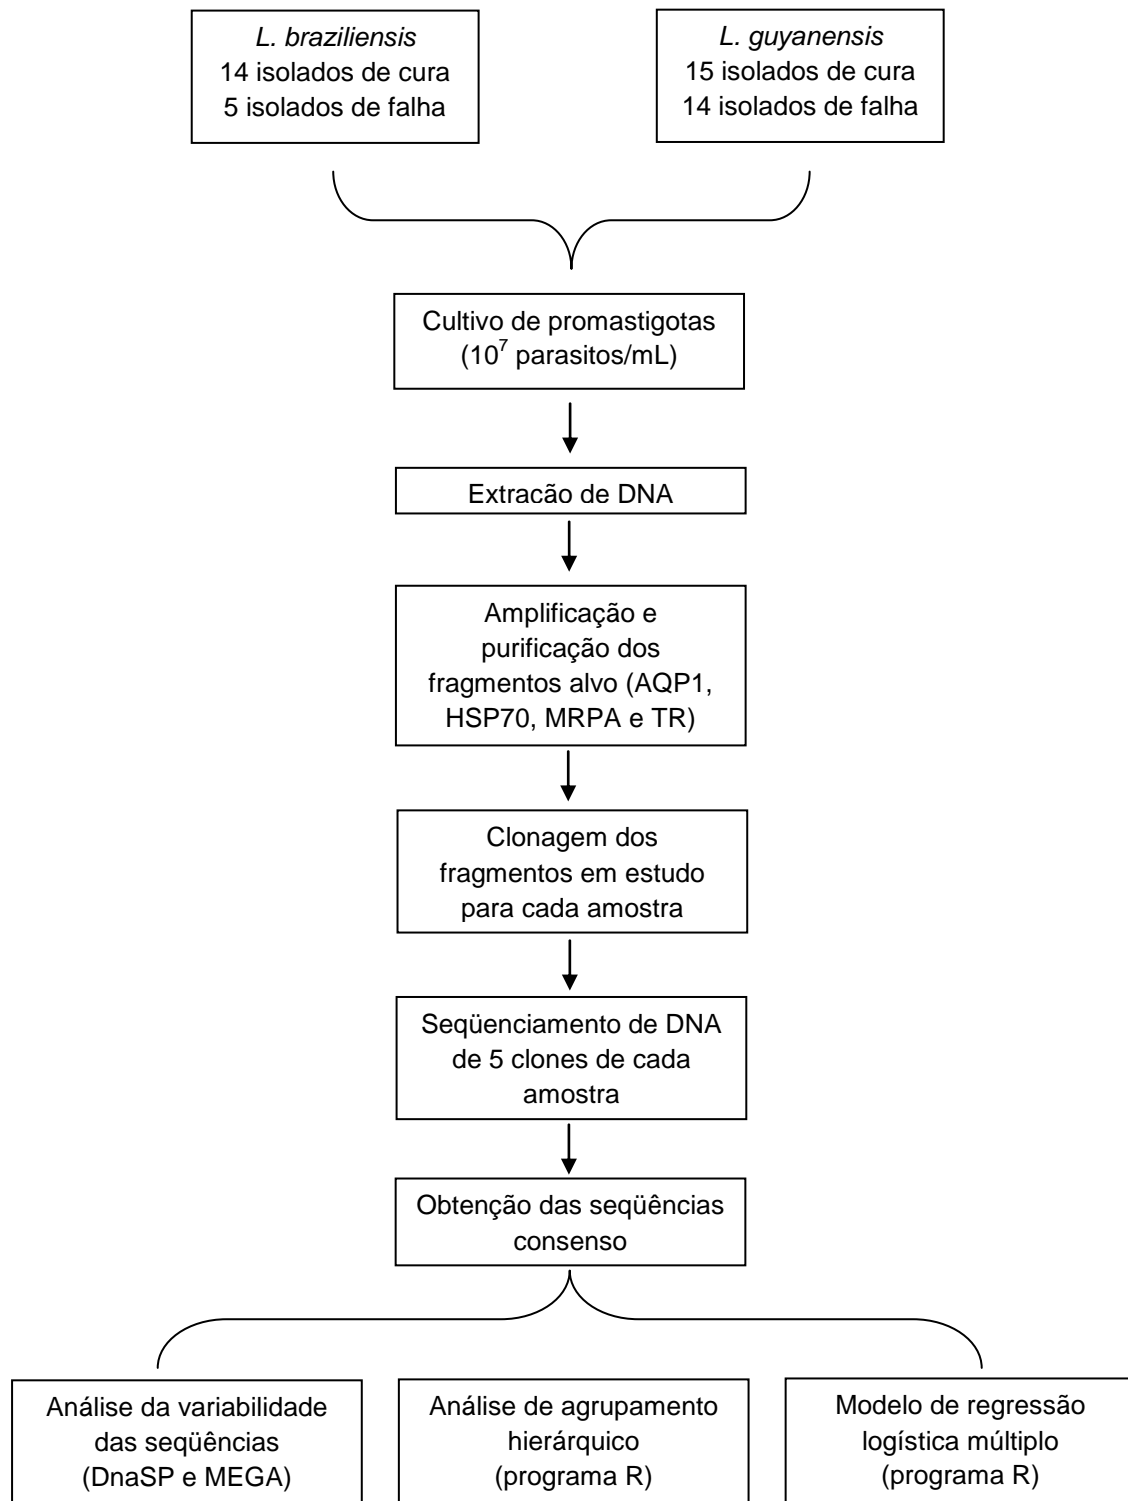 L. braziliensis
14 isolados de cura
5 isolados de falha
L. guyanensis
15 isolados de cura
14 isolados de falha
Cultivo de promastigotas
(10⁷ parasitos/mL)
Extração de DNA
Amplificação e
purificação dos
fragmentos alvo (AQP1,
HSP70, MRPA e TR)
Clonagem dos
fragmentos em estudo
para cada amostra
Seqüenciamento de DNA
de 5 clones de cada
amostra
Obtenção das seqüências
consenso
Análise da variabilidade
das seqüências
(DnaSP e MEGA)
Análise de agrupamento
hierárquico
(programa R)
Modelo de regressão
logística múltiplo
(programa R)